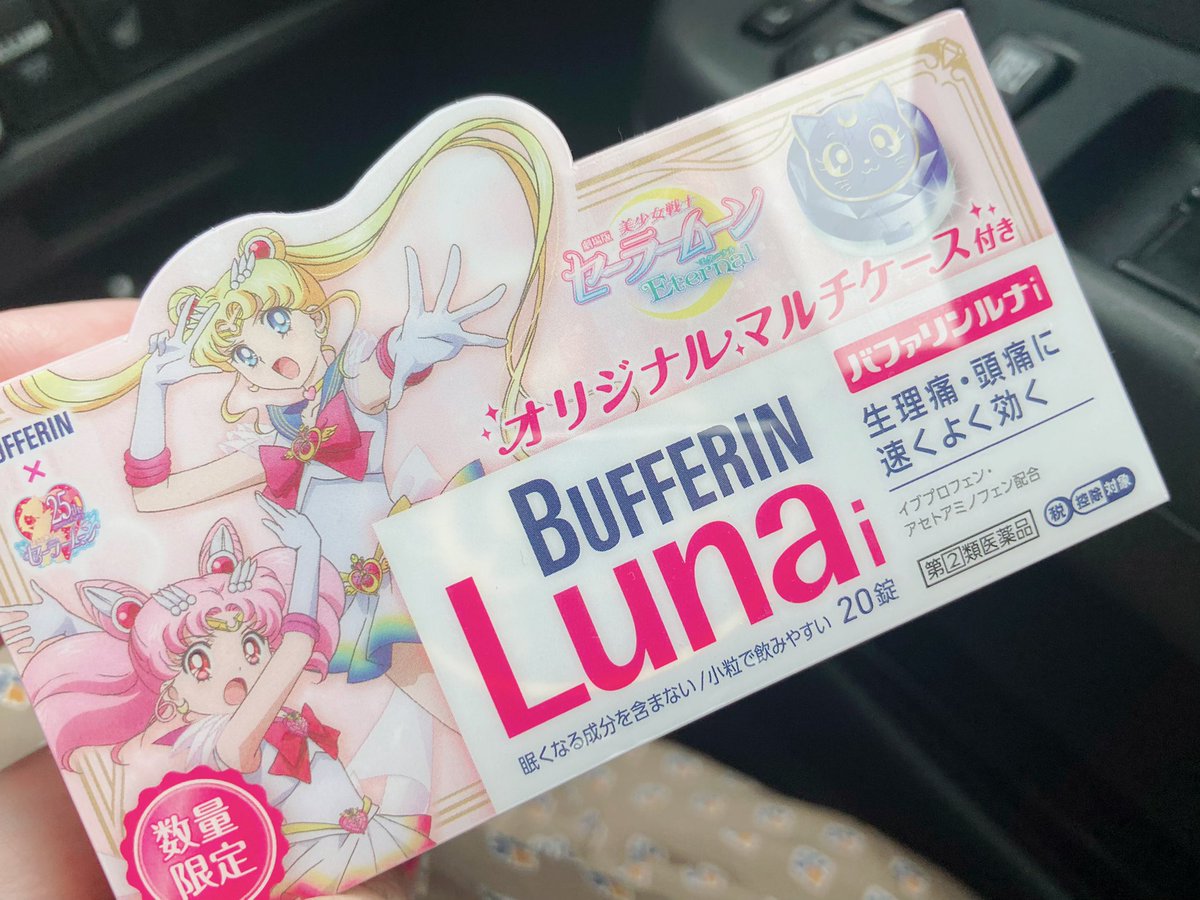 BUFFERIN
×
25th
セーラームーン
劇場版 美少女戦士
セーラームーン
Eternal
オリジナル マルチケース付き
バファリンルナi
生理痛・頭痛に
速くよく効く
イブプロフェン・
アセトアミノフェン配合
第②類医薬品
税 控除 対象
BUFFERIN
Luna i
眠くなる成分を含まない/小粒で飲みやすい 20錠
数量
限定